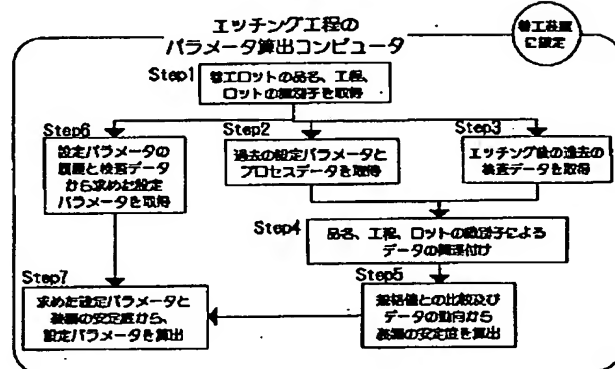 エッチング工程の
パラメータ算出コンピュータ
着工装置
に設定
Step1
着工ロットの品名、工程、
ロットの識別子を取得
Step6
設定パラメータの
履歴と検査データ
から求めた設定
パラメータを取得
Step2
過去の設定パラメータと
プロセスデータを取得
Step3
エッチング後の過去の
検査データを取得
Step4
品名、工程、ロットの識別子による
データの関連付け
Step5
規格値との比較及び
データの動向から
装置の安定度を算出
Step7
求めた設定パラメータと
装置の安定度から、
設定パラメータを算出